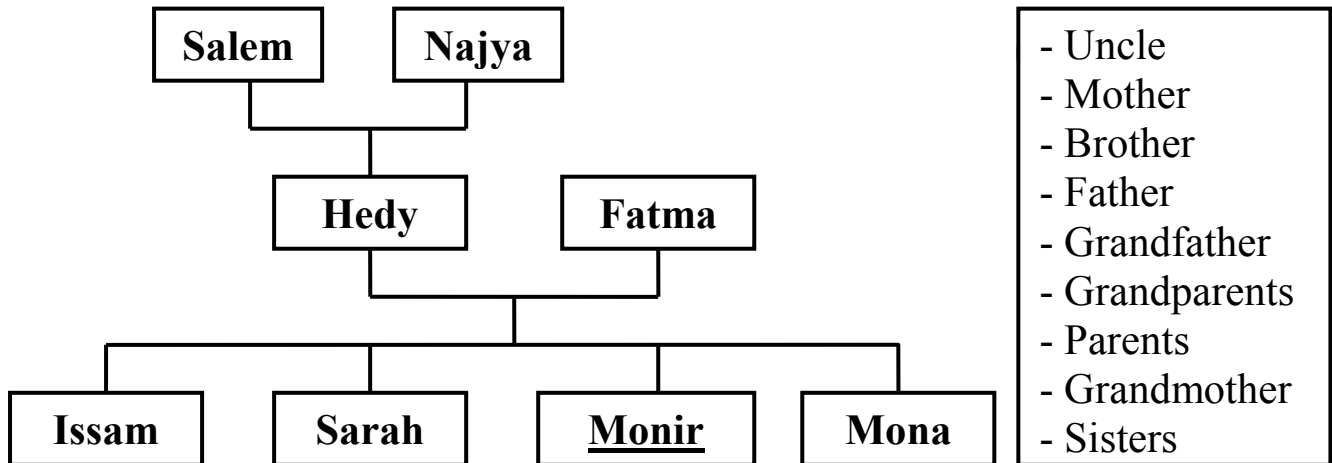 Salem Najya
Hedy Fatma
Issam Sarah Monir Mona
- Uncle
- Mother
- Brother
- Father
- Grandfather
- Grandparents
- Parents
- Grandmother
- Sisters